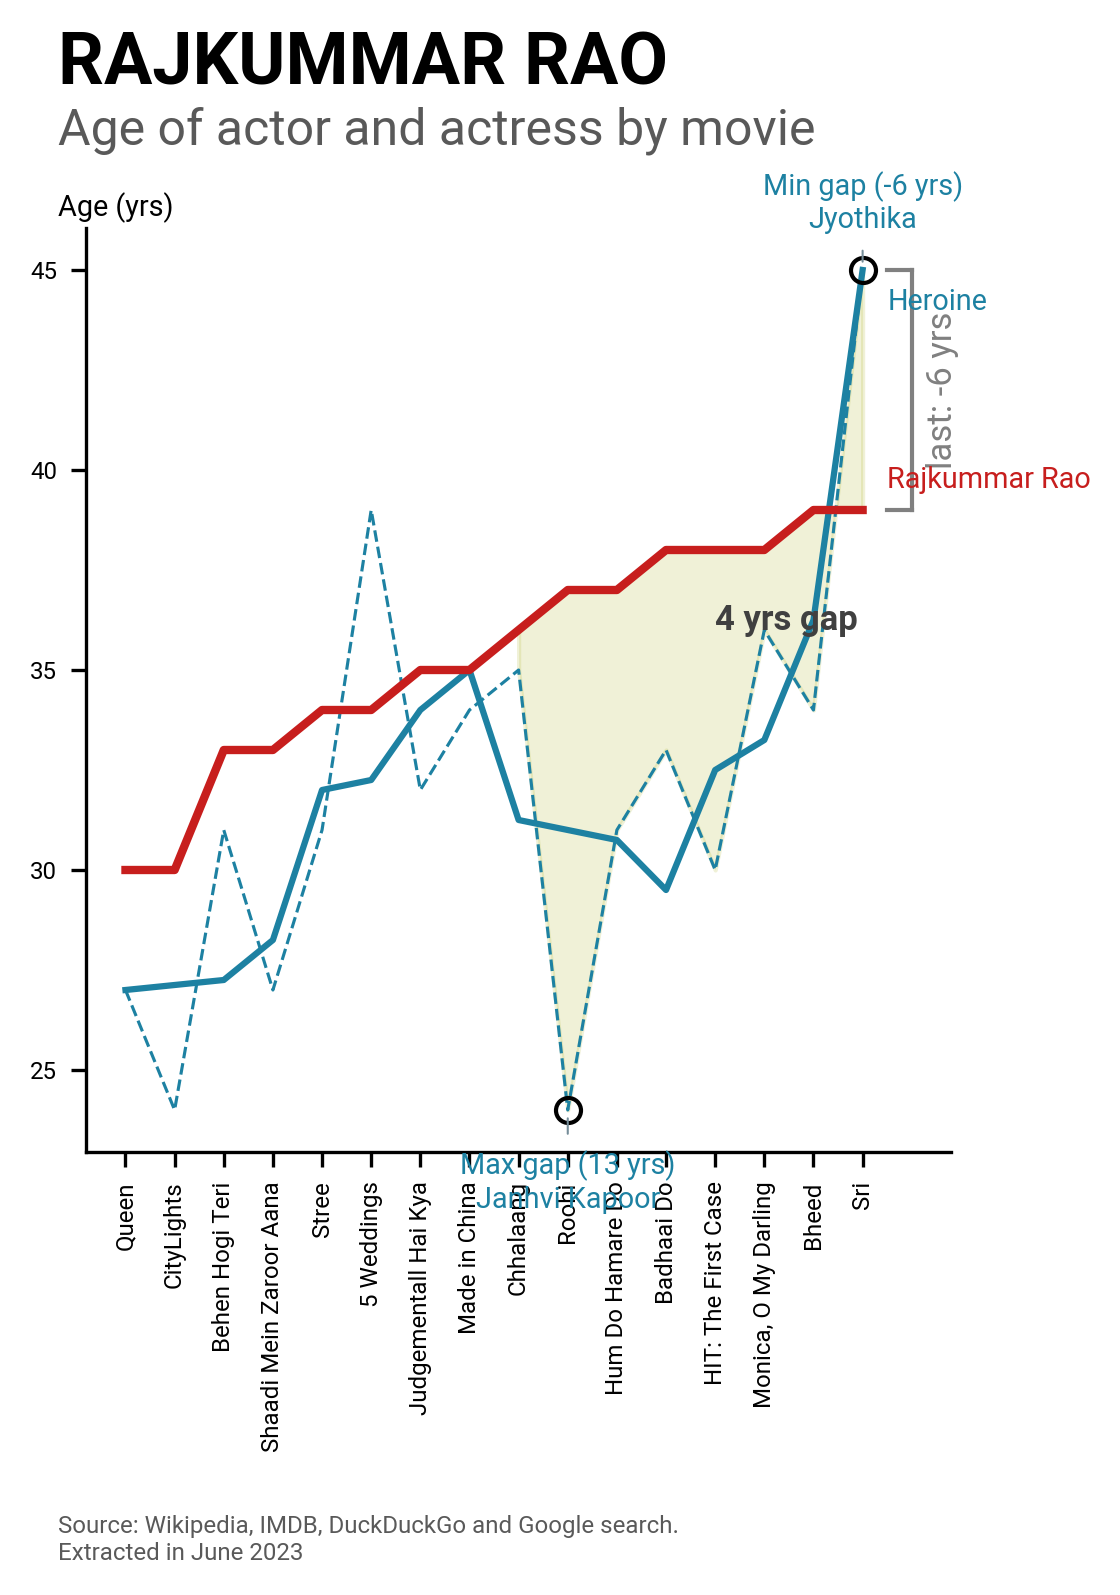 RAJKUMMAR RAO
Age of actor and actress by movie
Min gap (-6 yrs)
Jyothika
Age (yrs)
45
40
35
30
25
Heroine
last: -6 yrs
Rajkummar Rao
4 yrs gap
Max gap (13 yrs)
Janhvi Kapoor
Queen
CityLights
Behen Hogi Teri
Shaadi Mein Zaroor Aana
Stree
5 Weddings
Judgementall Hai Kya
Made in China
Chhalaang
Roohi
Hum Do Hamare Do
Badhaai Do
HIT: The First Case
Monica, O My Darling
Bheed
Sri
Source: Wikipedia, IMDB, DuckDuckGo and Google search.
Extracted in June 2023